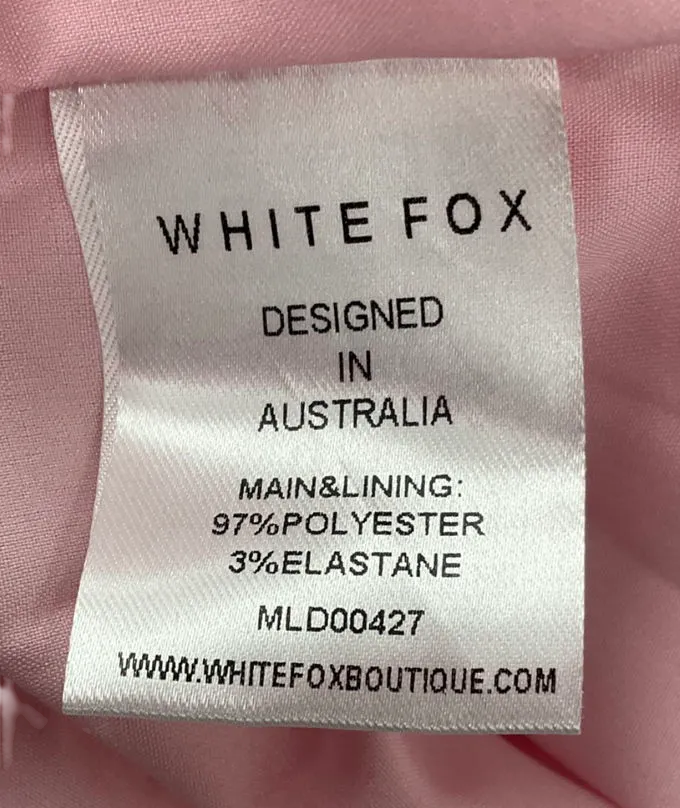 WHITE FOX
DESIGNED
IN
AUSTRALIA
MAIN&LINING:
97%POLYESTER
3%ELASTANE
MLD00427
WWW.WHITEFOXBOUTIQUE.COM